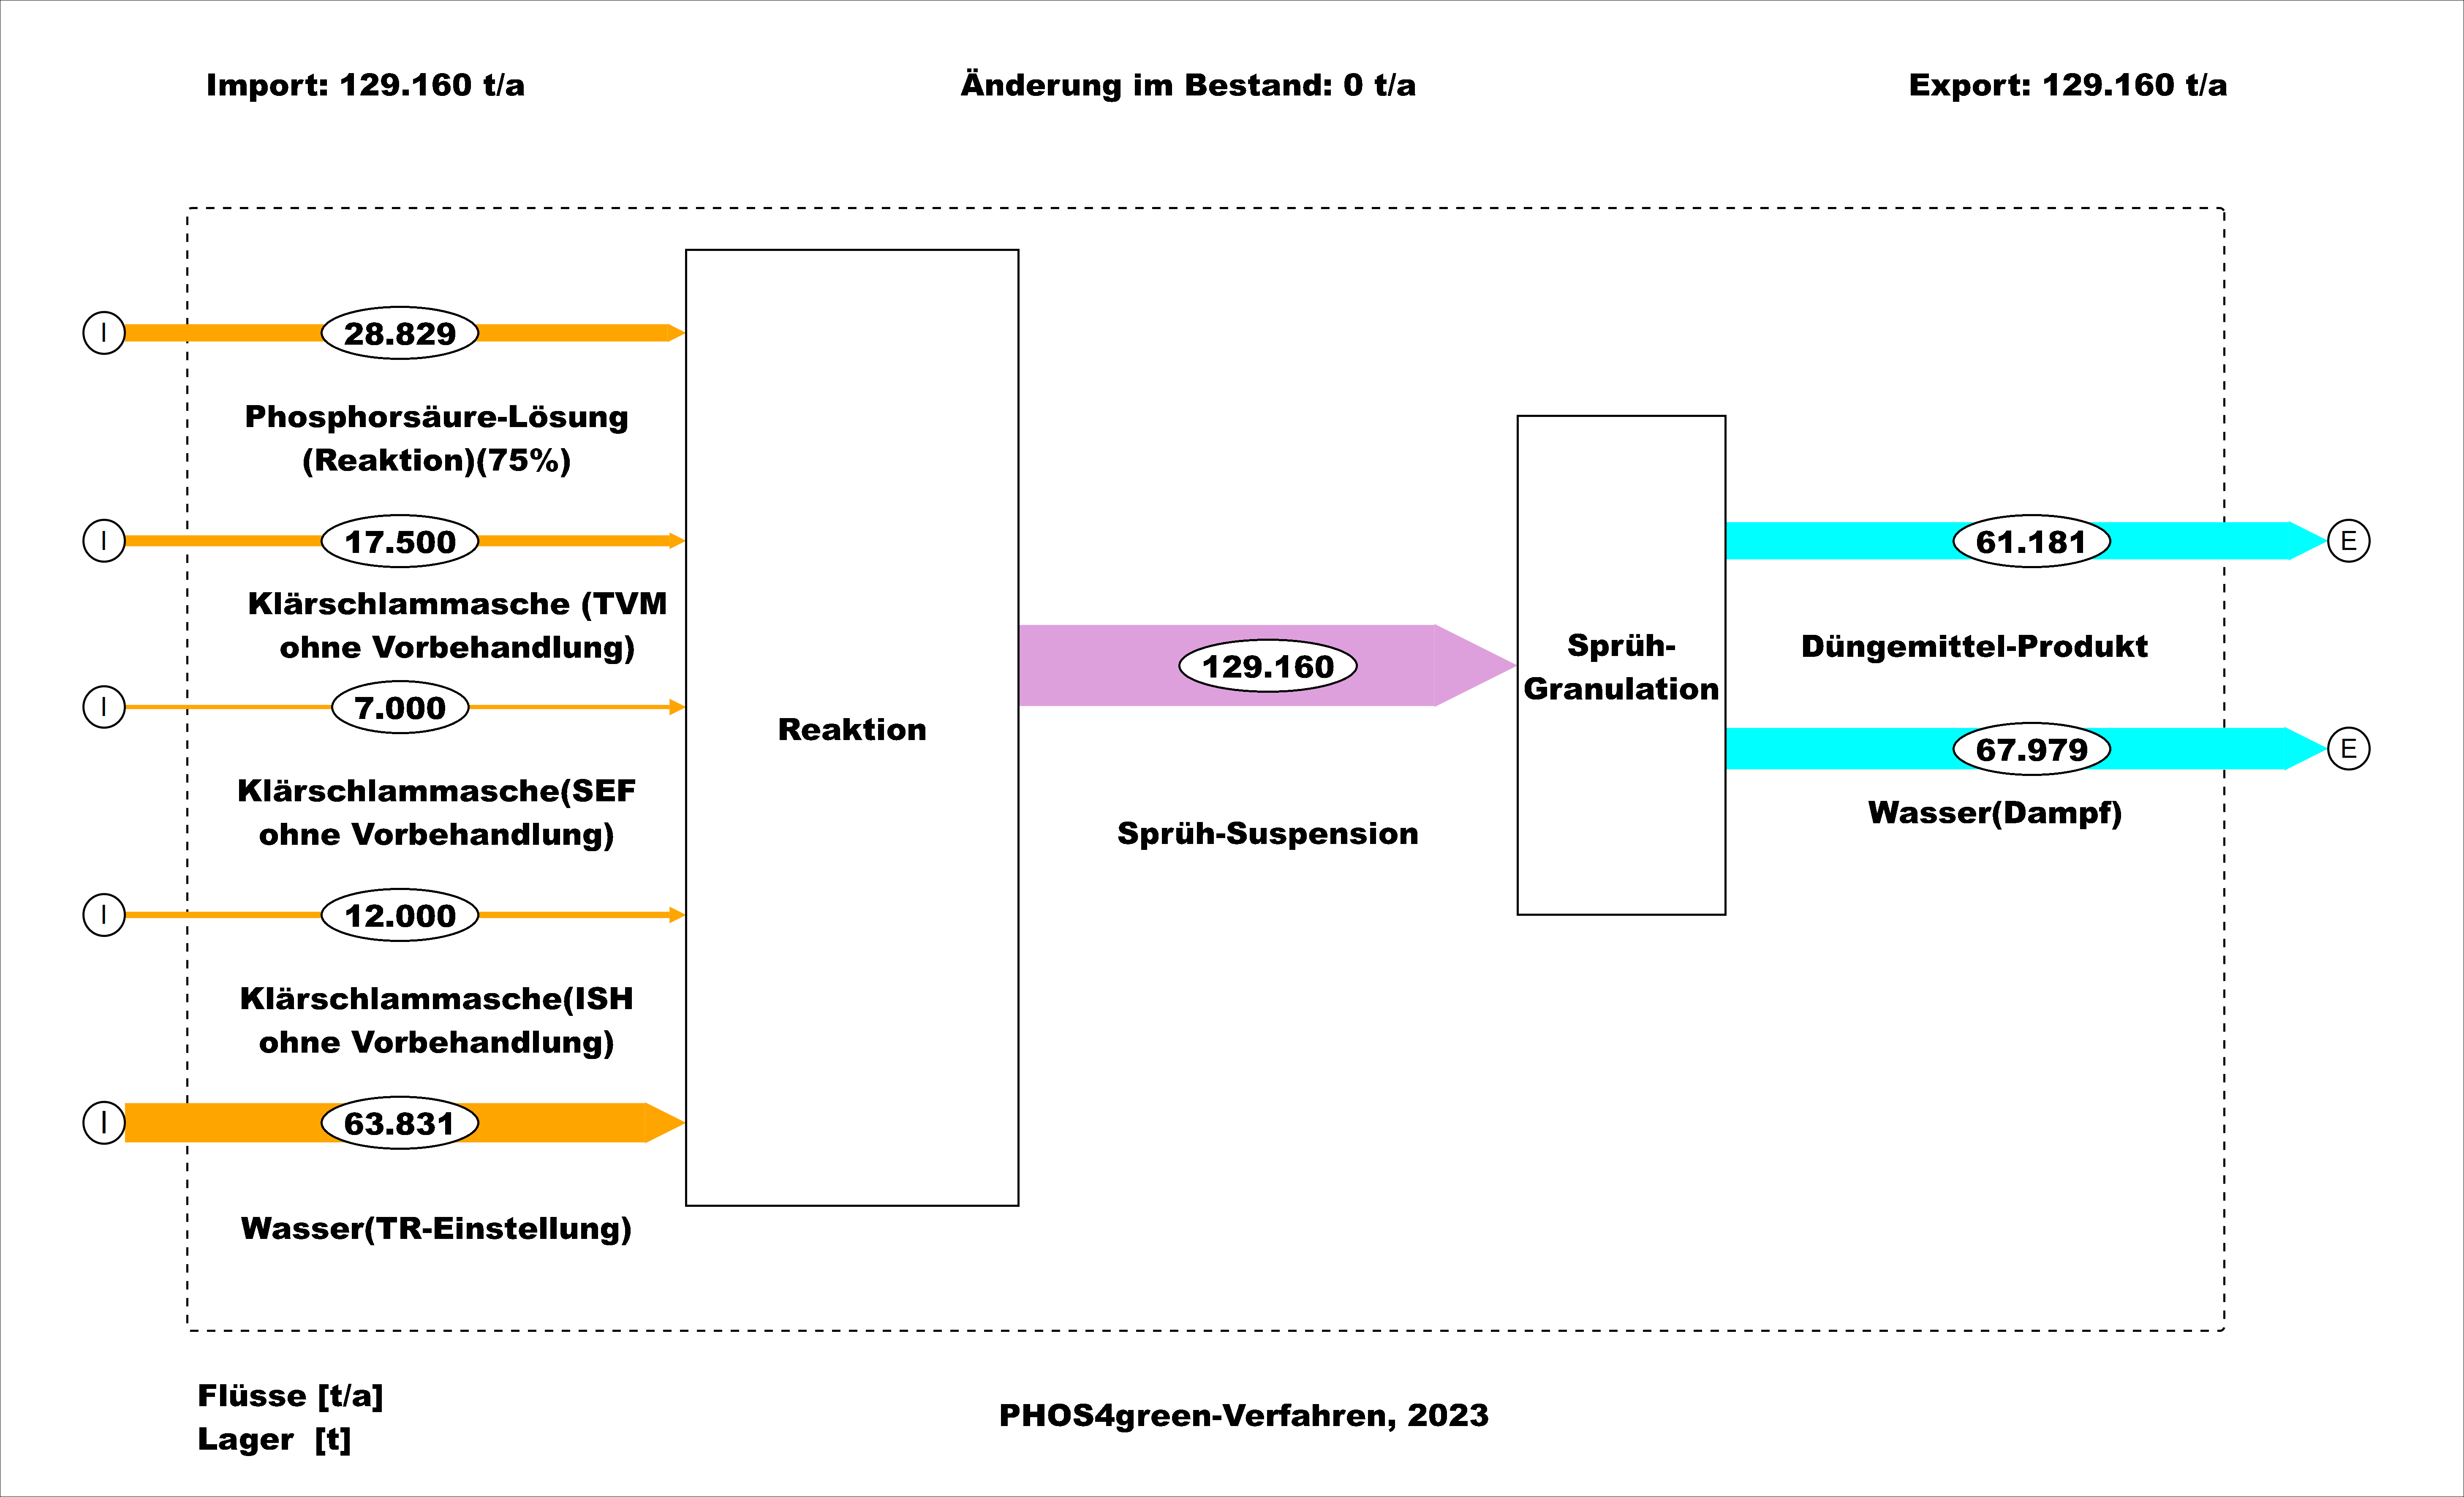 Import: 129.160 t/a
Änderung im Bestand: 0 t/a
Export: 129.160 t/a
I
28.829
Phosphorsäure-Lösung
(Reaktion)(75%)
I
17.500
Klärschlammasche (TVM
ohne Vorbehandlung)
I
7.000
Klärschlammasche(SEF
ohne Vorbehandlung)
I
12.000
Klärschlammasche(ISH
ohne Vorbehandlung)
I
63.831
Wasser(TR-Einstellung)
Reaktion
129.160
Sprüh-Suspension
Sprüh-
Granulation
61.181
E
Düngemittel-Produkt
67.979
E
Wasser(Dampf)
Flüsse [t/a]
Lager [t]
PHOS4green-Verfahren, 2023